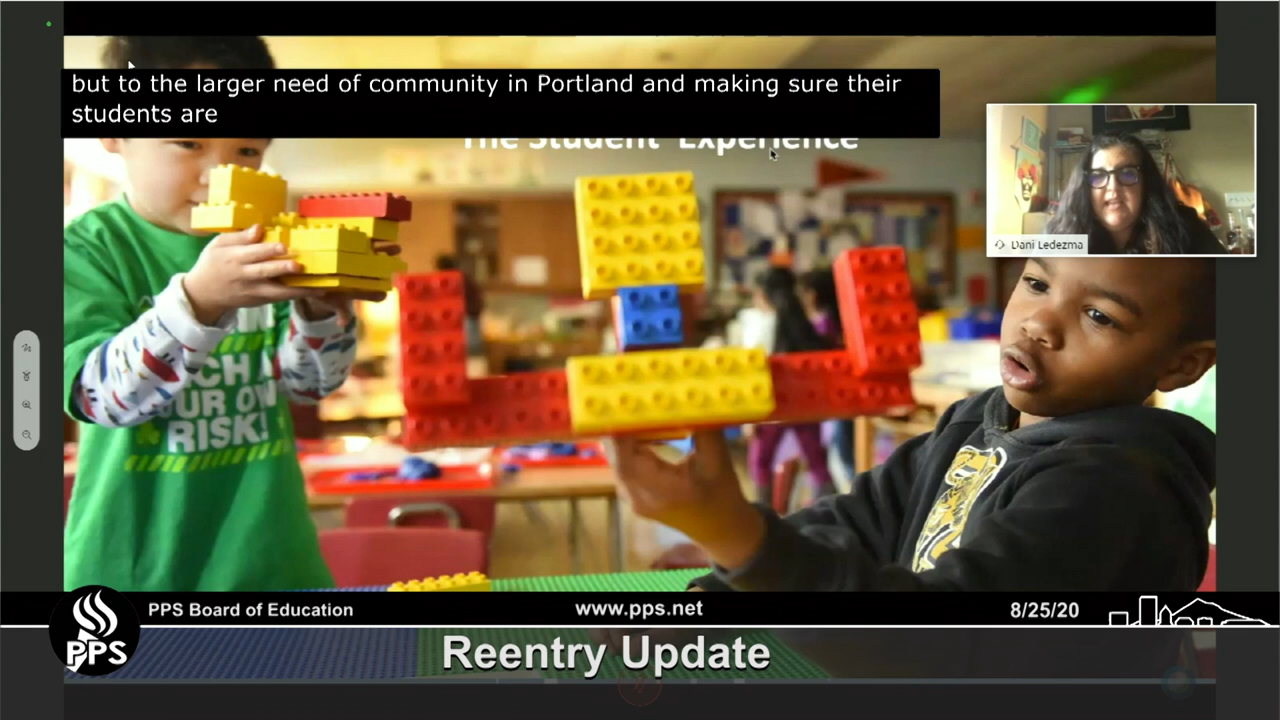 but to the larger need of community in Portland and making sure their
students are
The Student Experience
Dani Ledezma
RISK!
PPS Board of Education
www.pps.net
8/25/20
PPS
Reentry Update